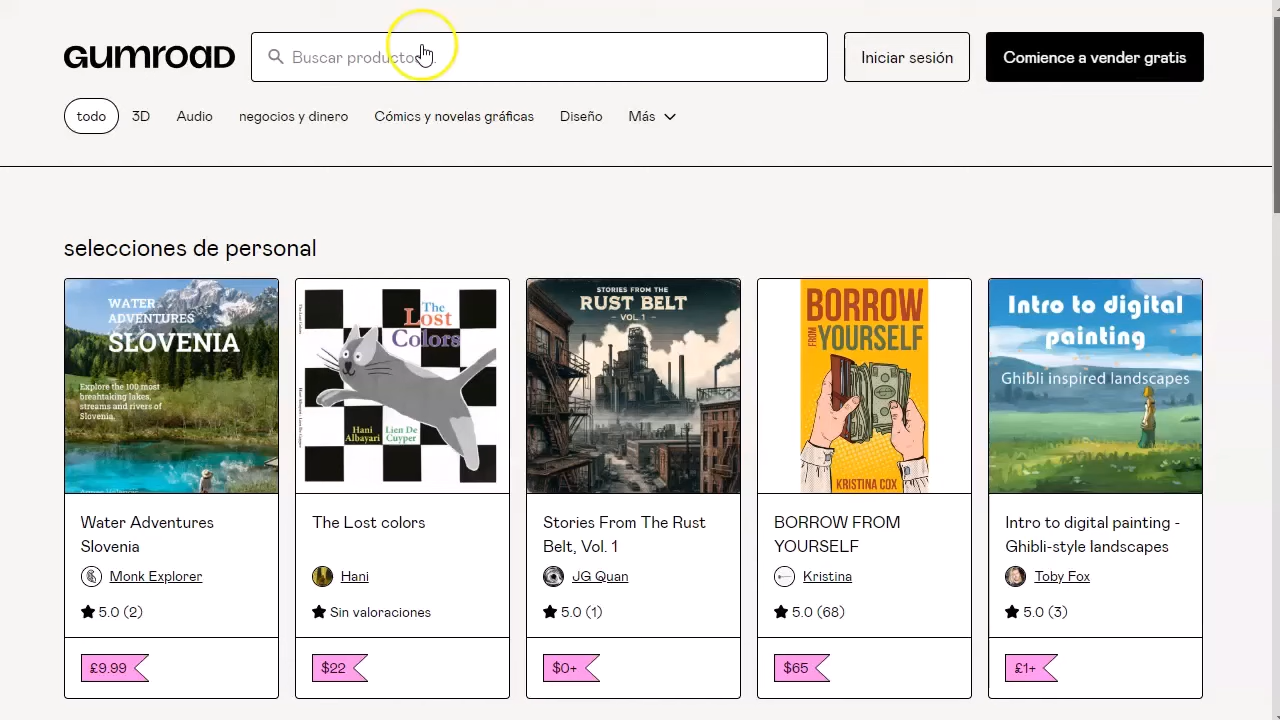 GUMROAD
Buscar producto
Iniciar sesión
Comience a vender gratis
todo
3D
Audio
negocios y dinero
Cómics y novelas gráficas
Diseño
Más
selecciones de personal
WATER
ADVENTURES
SLOVENIA
Explore the 100 most
breahtaking lakes,
streams and rivers of
Slovenia.
The
Lost
Colors
Hani
Albayari
Lien De
Cuyper
STORIES FROM THE
RUST BELT
- VOL. 1 -
BORROW
FROM
YOURSELF
KRISTINA COX
Intro to digital
painting
Ghibli inspired landscapes
Water Adventures
Slovenia
Monk Explorer
5.0 (2)
£9.99
The Lost colors
Hani
Sin valoraciones
$22
Stories From The Rust
Belt, Vol. 1
JG Quan
5.0 (1)
$0+
BORROW FROM
YOURSELF
Kristina
5.0 (68)
$65
Intro to digital painting -
Ghibli-style landscapes
Toby Fox
5.0 (3)
£1+